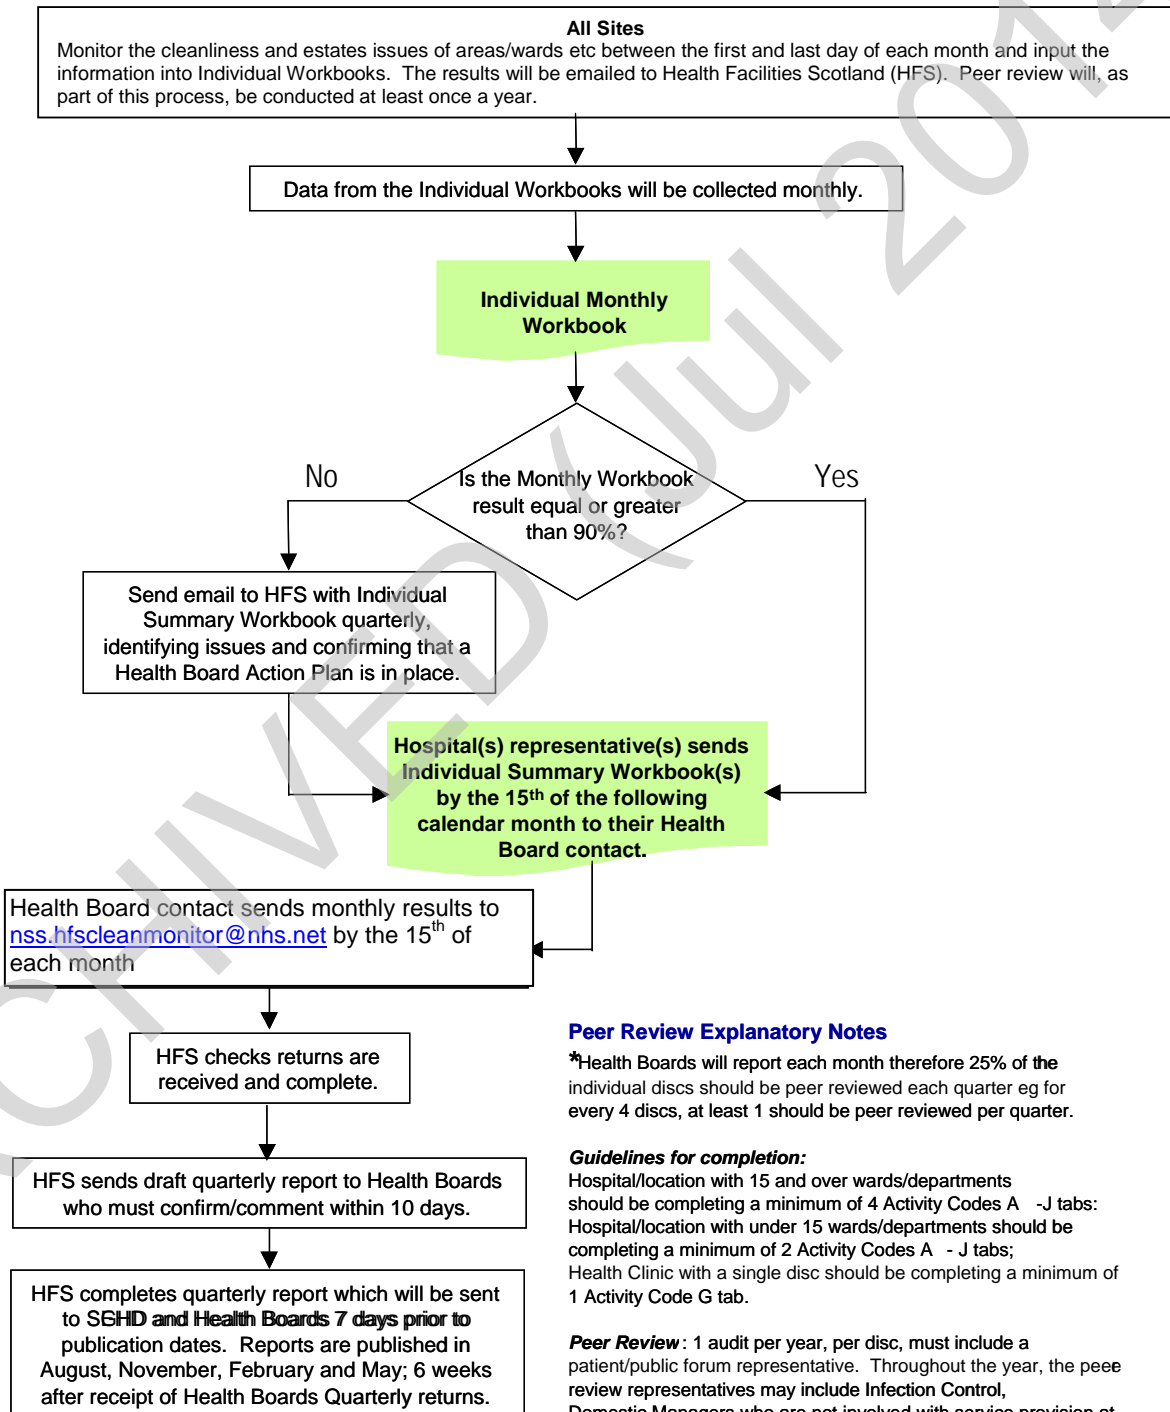 All Sites
Monitor the cleanliness and estates issues of areas/wards etc between the first and last day of each month and input the
information into Individual Workbooks. The results will be emailed to Health Facilities Scotland (HFS). Peer review will, as
part of this process, be conducted at least once a year.
Data from the Individual Workbooks will be collected monthly.
Individual Monthly
Workbook
No
Is the Monthly Workbook
result equal or greater
than 90%?
Yes
Send email to HFS with Individual
Summary Workbook quarterly,
identifying issues and confirming that a
Health Board Action Plan is in place.
Hospital(s) representative(s) sends
Individual Summary Workbook(s)
by the 15th of the following
calendar month to their Health
Board contact.
Health Board contact sends monthly results to
nss.hfscleanmonitor@nhs.net by the 15th of
each month
HFS checks returns are
received and complete.
HFS sends draft quarterly report to Health Boards
who must confirm/comment within 10 days.
HFS completes quarterly report which will be sent
to SGHD and Health Boards 7 days prior to
publication dates. Reports are published in
August, November, February and May; 6 weeks
after receipt of Health Boards Quarterly returns.
Peer Review Explanatory Notes
*Health Boards will report each month therefore 25% of the
individual discs should be peer reviewed each quarter eg for
every 4 discs, at least 1 should be peer reviewed per quarter.
Guidelines for completion:
Hospital/location with 15 and over wards/departments
should be completing a minimum of 4 Activity Codes A -J tabs:
Hospital/location with under 15 wards/departments should be
completing a minimum of 2 Activity Codes A - J tabs;
Health Clinic with a single disc should be completing a minimum of
1 Activity Code G tab.
Peer Review: 1 audit per year, per disc, must include a
patient/public forum representative. Throughout the year, the peer
review representatives may include Infection Control,
Domestic Managers who are not involved with service provision at
CHIVED (Jul 201